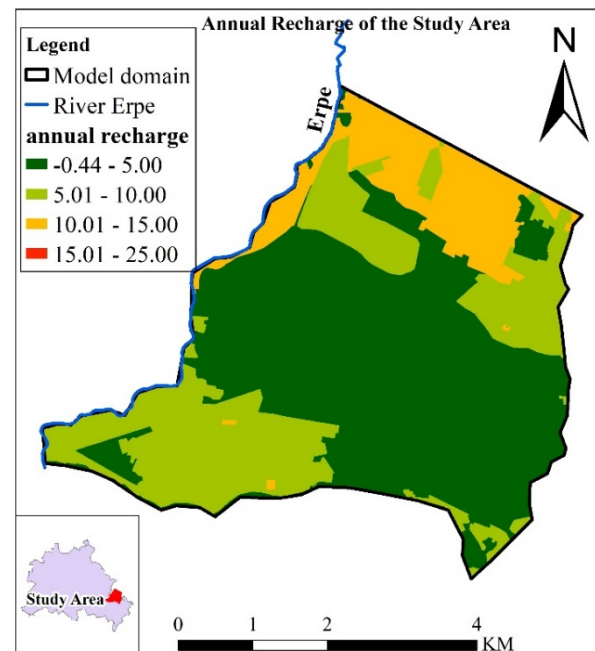 Annual Recharge of the Study Area
Legend
Model domain
River Erpe
annual recharge
-0.44 - 5.00
5.01 - 10.00
10.01 - 15.00
15.01 - 25.00
Erpe
N
Study Area
0 1 2 4
KM